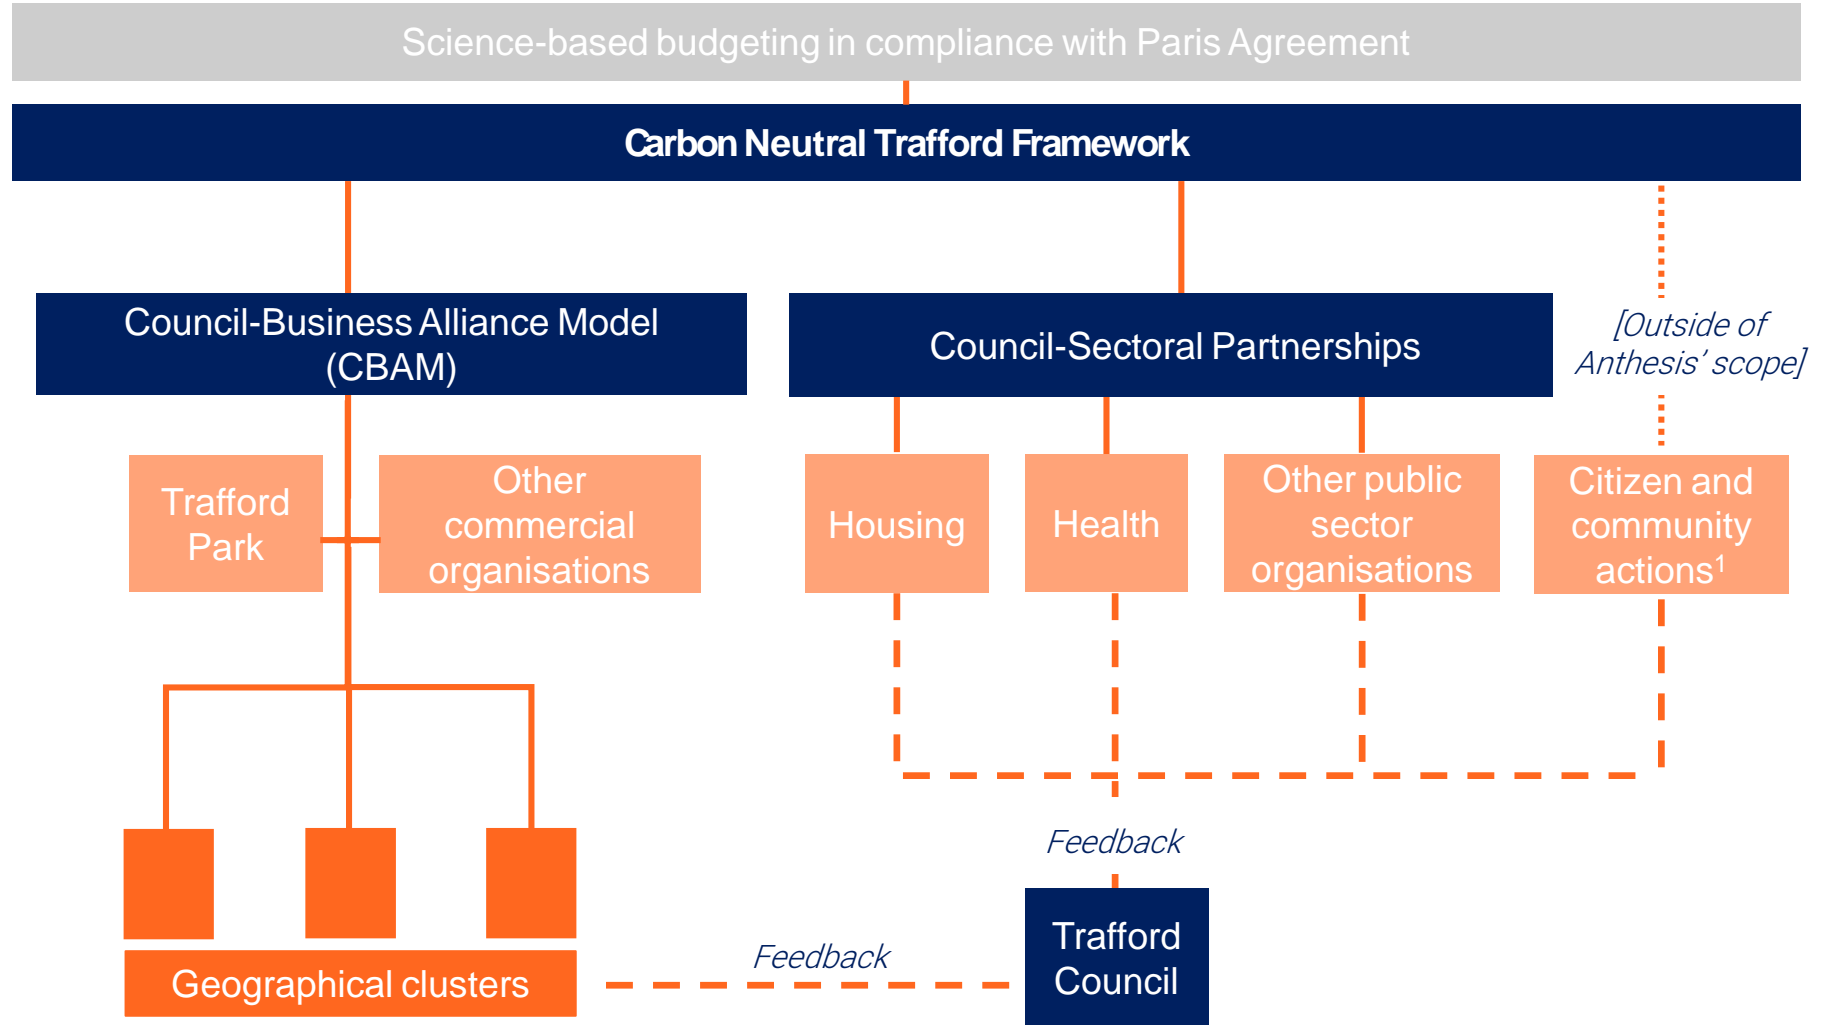 Science-based budgeting in compliance with Paris Agreement
Carbon Neutral Trafford Framework
Council-Business Alliance Model
(CBAM)
Council-Sectoral Partnerships
[Outside of
Anthesis’ scope]
Trafford
Park
Other
commercial
organisations
Housing
Health
Other public
sector
organisations
Citizen and
community
actions¹
Feedback
Geographical clusters
Feedback
Trafford
Council